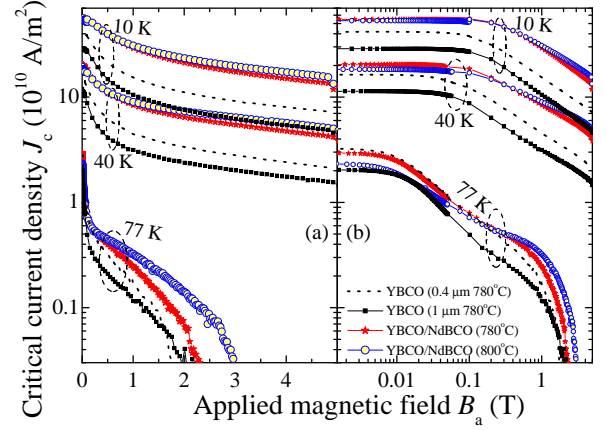 Critical current density J_c (10^10 A/m^2)
10
1
0.1
10 K
40 K
77 K
(a)
10 K
40 K
77 K
(b)
YBCO (0.4 µm 780°C)
YBCO (1 µm 780°C)
YBCO/NdBCO (780°C)
YBCO/NdBCO (800°C)
0 1 2 3 4 5
0.01 0.1 1
Applied magnetic field B_a (T)